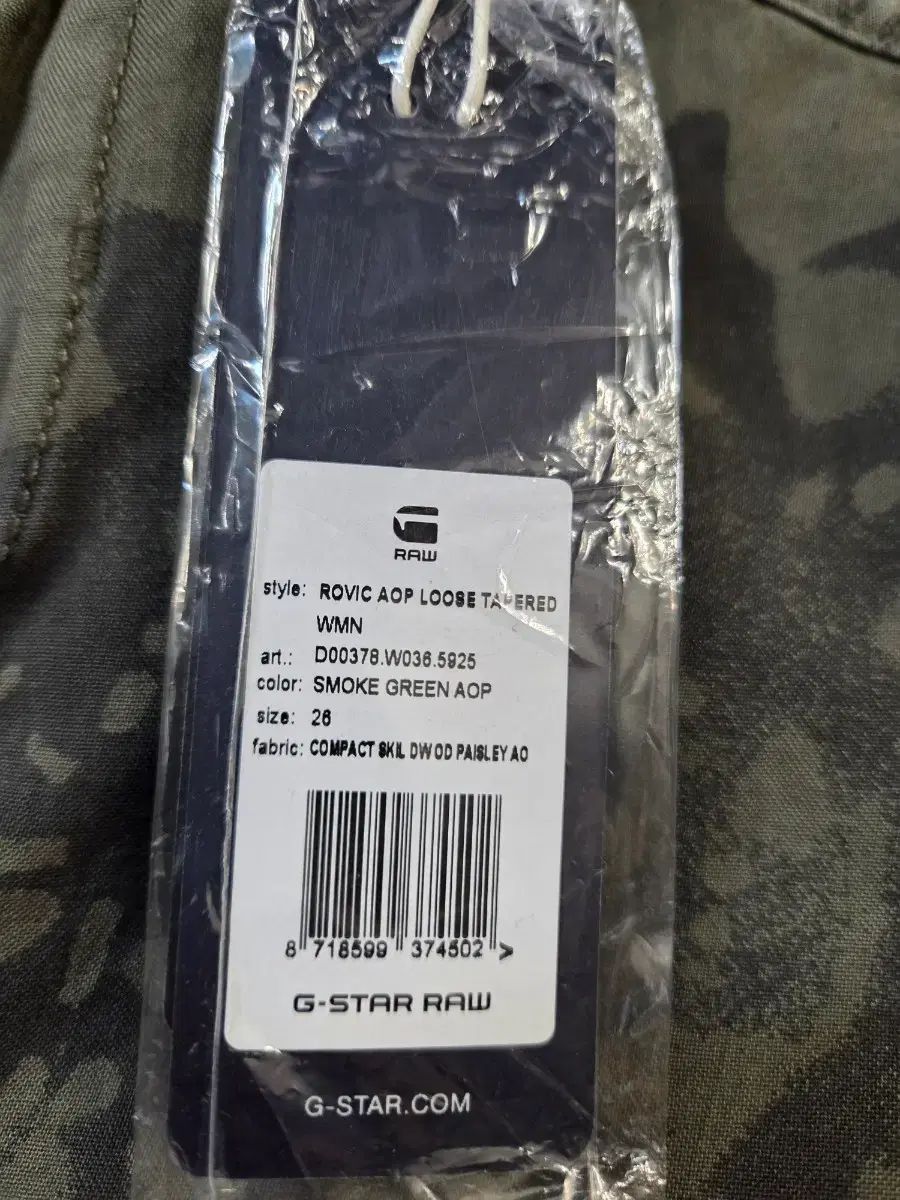 RAW
style: ROVIC AOP LOOSE TAPERED
WMN
art.: D00378.W036.5925
color: SMOKE GREEN AOP
size: 26
fabric: COMPACT SKIL DW OD PAISLEY AO
8 718599 374502 >
G-STAR RAW
G-STAR.COM